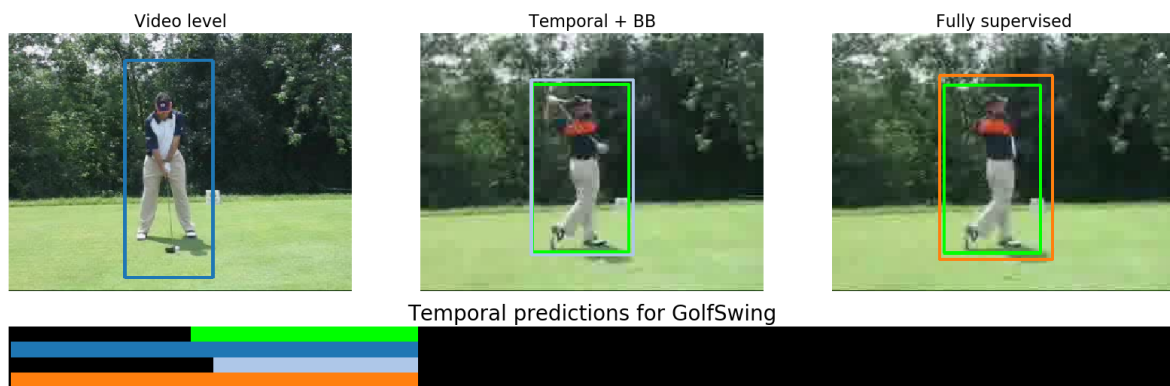 Video level
Temporal + BB
Fully supervised
Temporal predictions for GolfSwing